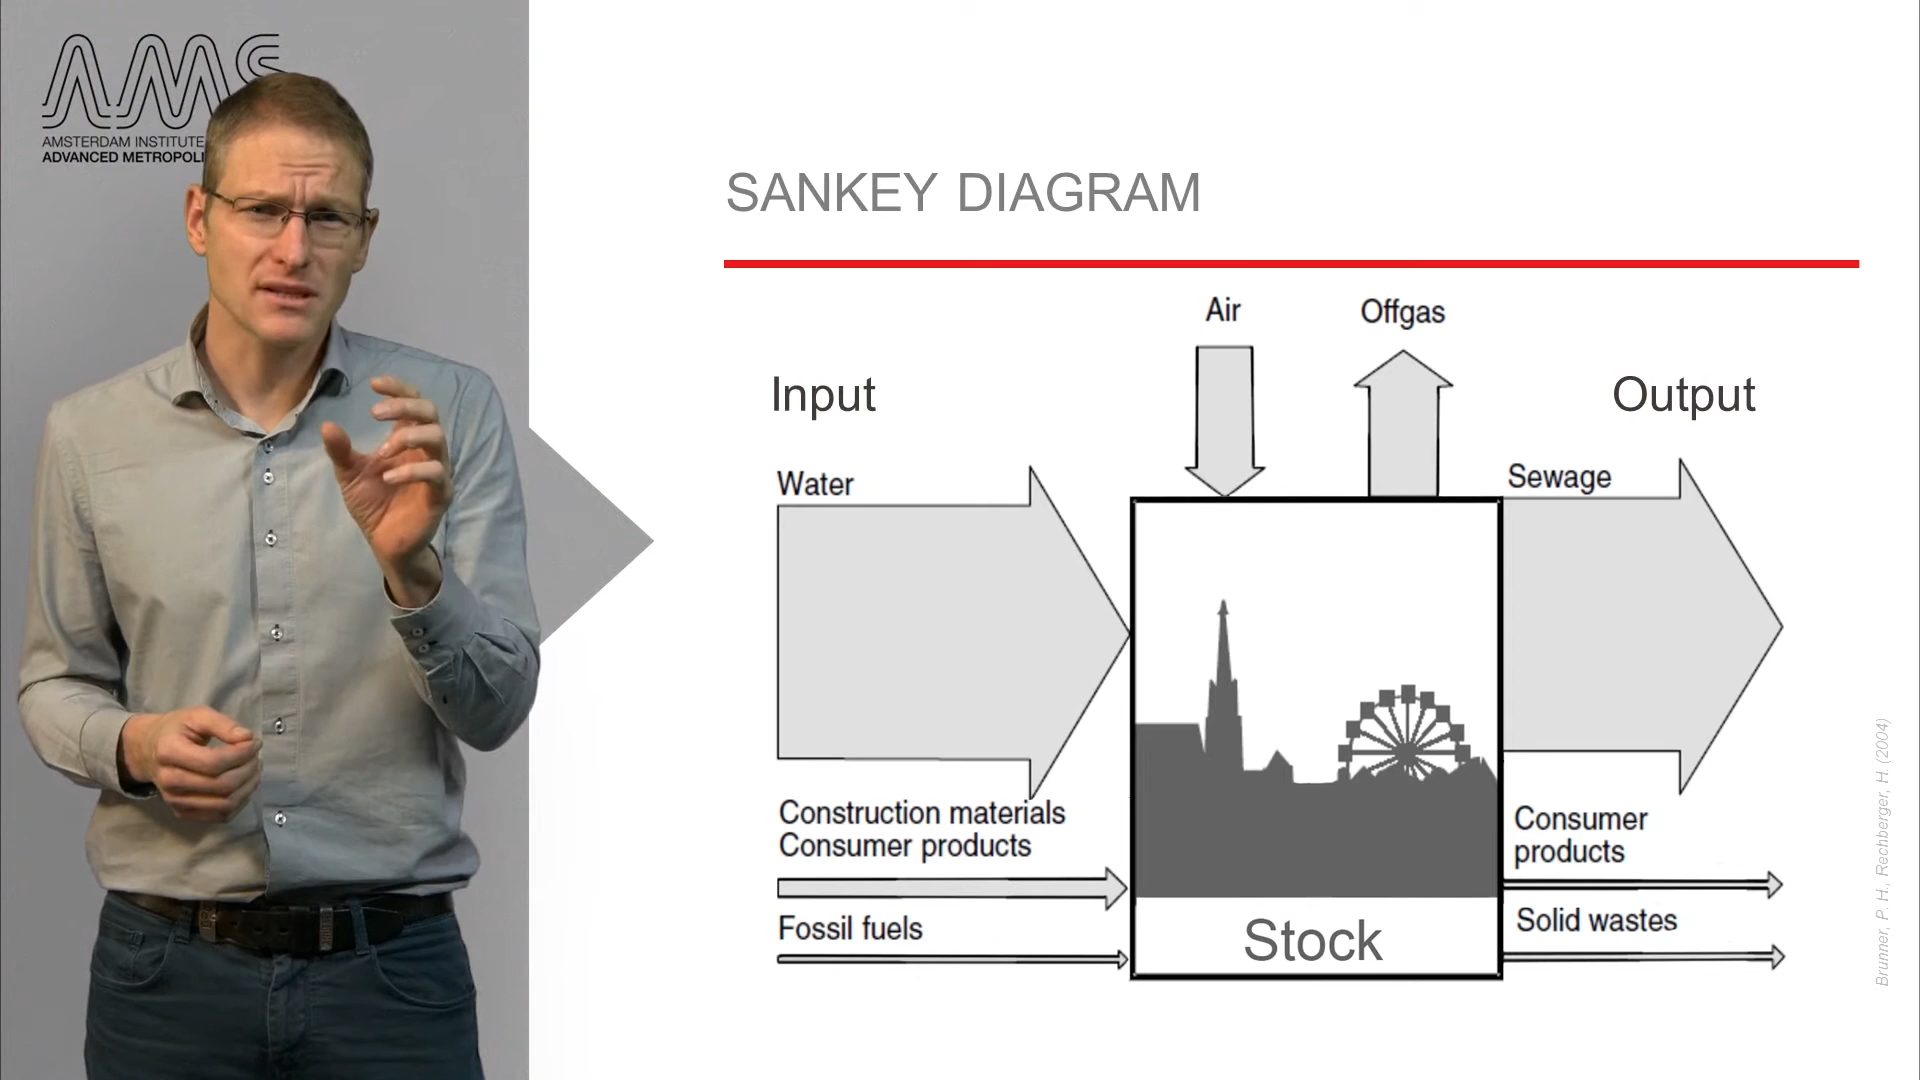 AMS
AMSTERDAM INSTITUTE
ADVANCED METROPOLI
SANKEY DIAGRAM
Air
Offgas
Input
Output
Water
Sewage
Construction materials
Consumer products
Fossil fuels
Stock
Consumer
products
Solid wastes
Brunner, P. H., Rechberger, H. (2004)